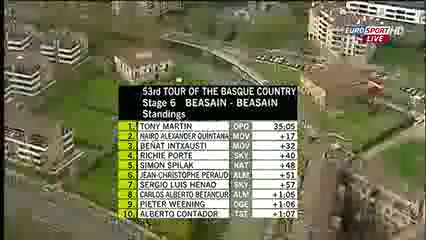 EUROSPORT HD
LIVE
53rd TOUR OF THE BASQUE COUNTRY
Stage 6 BEASAIN - BEASAIN
Standings
1. TONY MARTIN OPQ 35:05
2. NAIRO ALEXANDER QUINTANA MOV +17
3. BEÑAT INTXAUSTI MOV +32
4. RICHIE PORTE SKY +40
5. SIMON SPILAK KAT +48
6. JEAN-CHRISTOPHE PERAUD ALM +51
7. SERGIO LUIS HENAO SKY +57
8. CARLOS ALBERTO BETANCUR ALM +1:05
9. PIETER WEENING OGE +1:06
10. ALBERTO CONTADOR TST +1:07